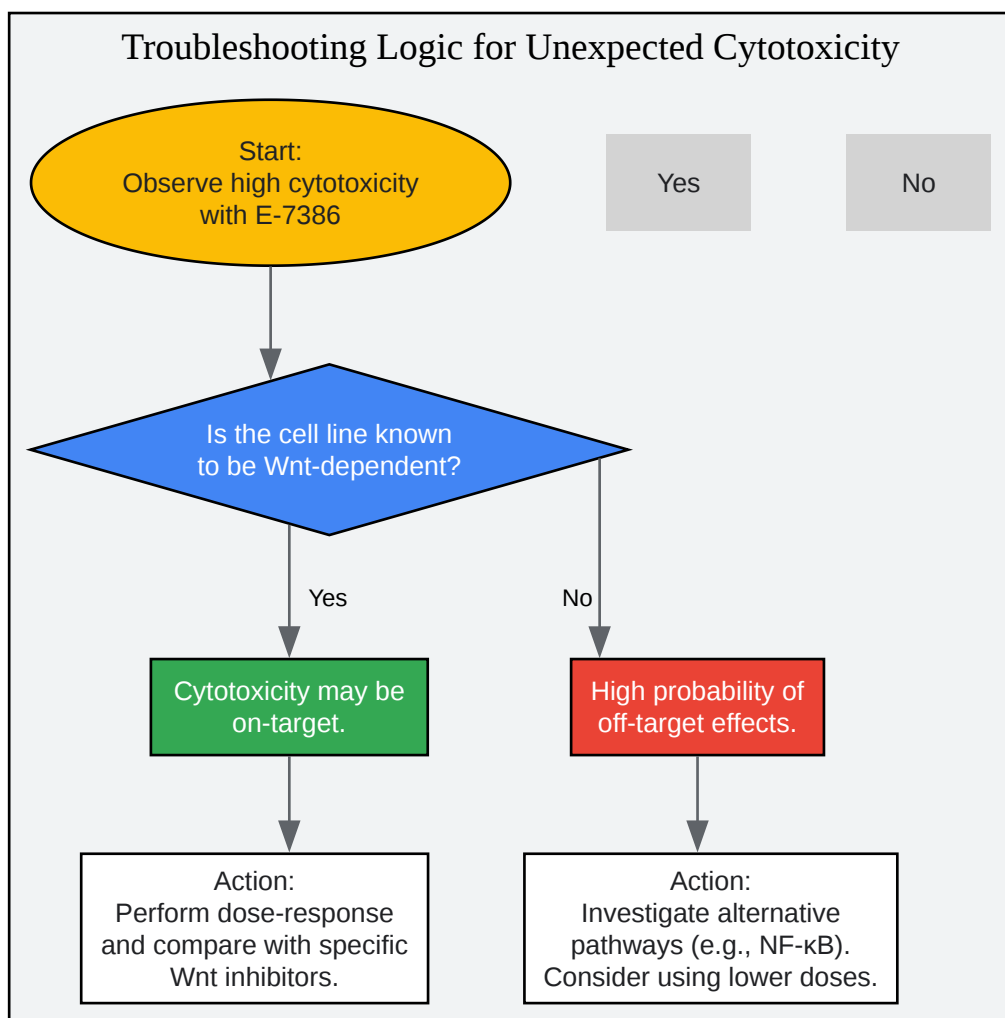 Troubleshooting Logic for Unexpected Cytotoxicity
Start:
Observe high cytotoxicity
with E-7386
Yes
No
Is the cell line known
to be Wnt-dependent?
Yes
No
Cytotoxicity may be
on-target.
High probability of
off-target effects.
Action:
Perform dose-response
and compare with specific
Wnt inhibitors.
Action:
Investigate alternative
pathways (e.g., NF-κB).
Consider using lower doses.